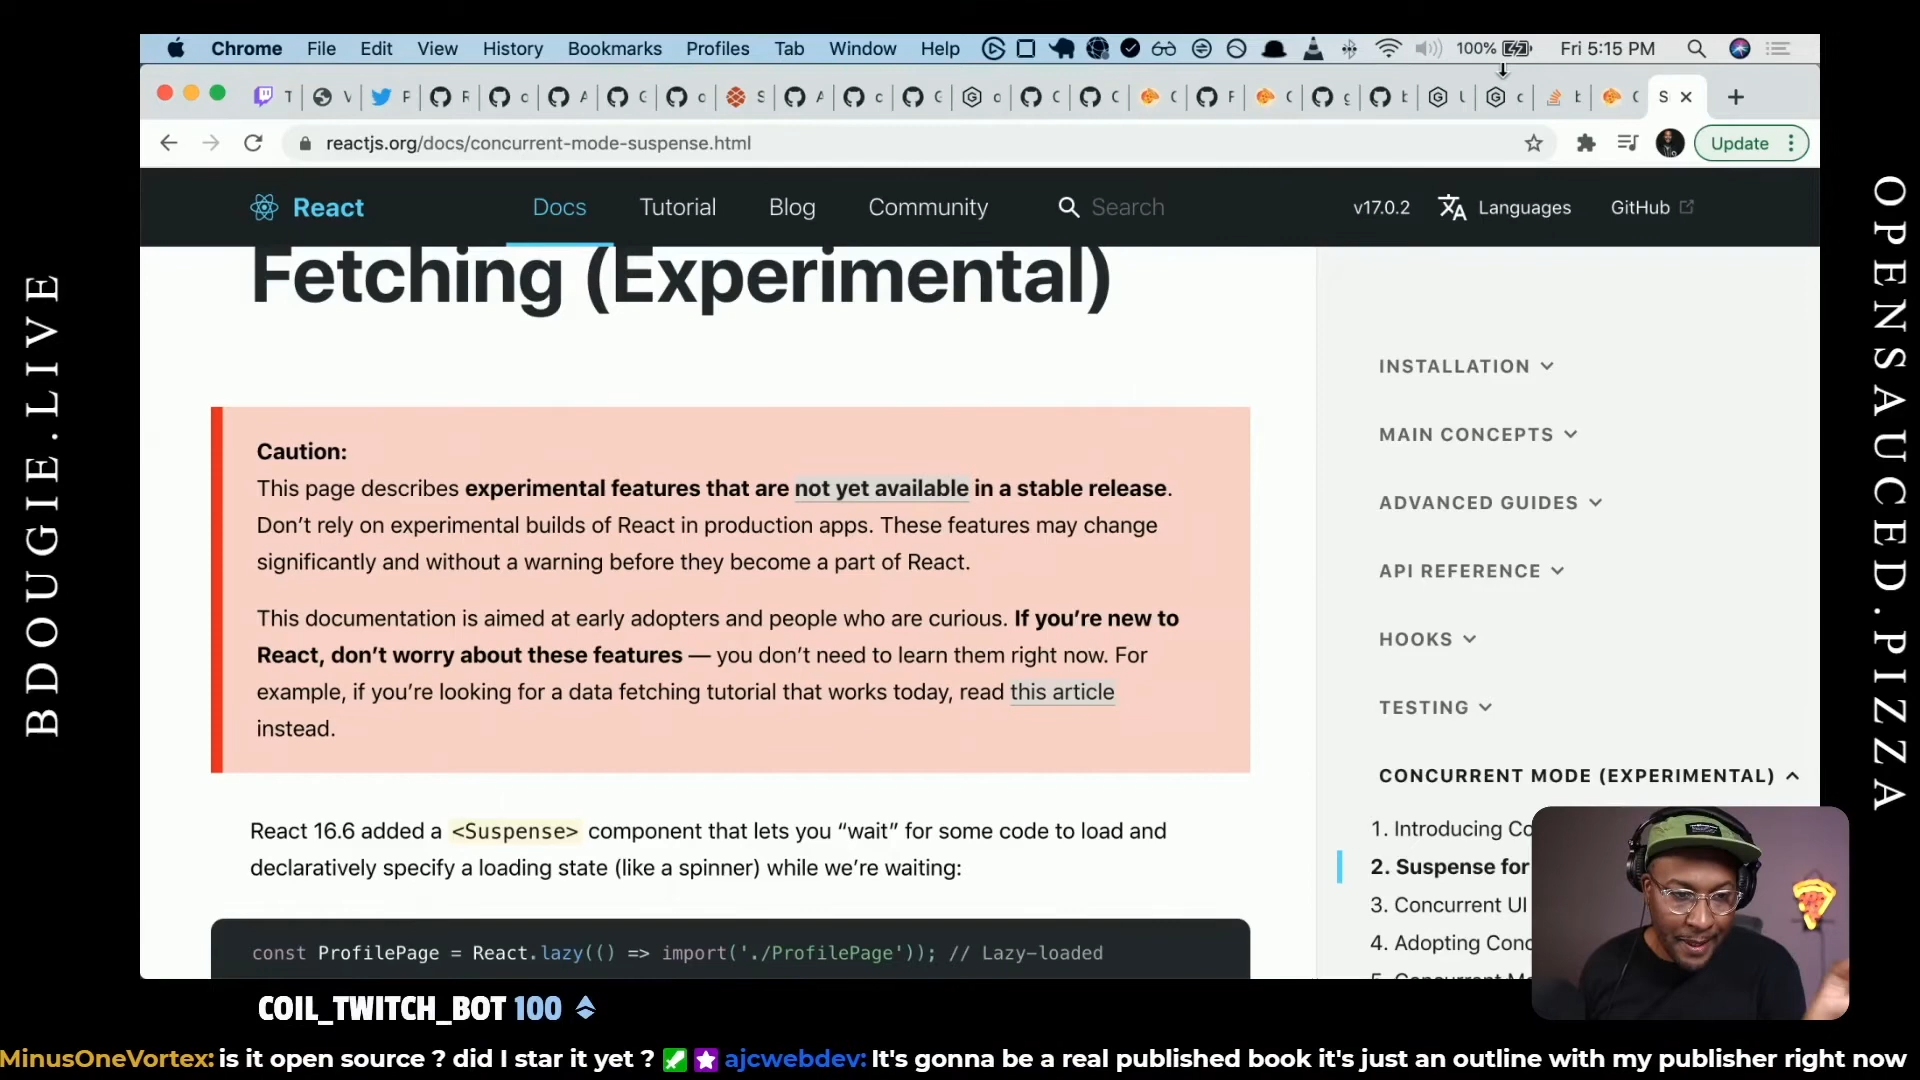 Chrome File Edit View History Bookmarks Profiles Tab Window Help 100% Fri 5:15 PM
reactjs.org/docs/concurrent-mode-suspense.html
Update
React Docs Tutorial Blog Community Search v17.0.2 Languages GitHub
Fetching (Experimental)
Caution:
This page describes experimental features that are not yet available in a stable release.
Don’t rely on experimental builds of React in production apps. These features may change
significantly and without a warning before they become a part of React.
This documentation is aimed at early adopters and people who are curious. If you’re new to
React, don’t worry about these features — you don’t need to learn them right now. For
example, if you’re looking for a data fetching tutorial that works today, read this article
instead.
React 16.6 added a <Suspense> component that lets you “wait” for some code to load and
declaratively specify a loading state (like a spinner) while we’re waiting:
const ProfilePage = React.lazy(() => import('./ProfilePage')); // Lazy-loaded
INSTALLATION
MAIN CONCEPTS
ADVANCED GUIDES
API REFERENCE
HOOKS
TESTING
CONCURRENT MODE (EXPERIMENTAL)
1. Introducing Co
2. Suspense for
3. Concurrent UI
4. Adopting Conc
BDOUGIE.LIVE
OPENSAUCED.PIZZA
COIL_TWITCH_BOT 100
MinusOneVortex: is it open source ? did I star it yet ? ajcwebdev: It's gonna be a real published book it's just an outline with my publisher right now